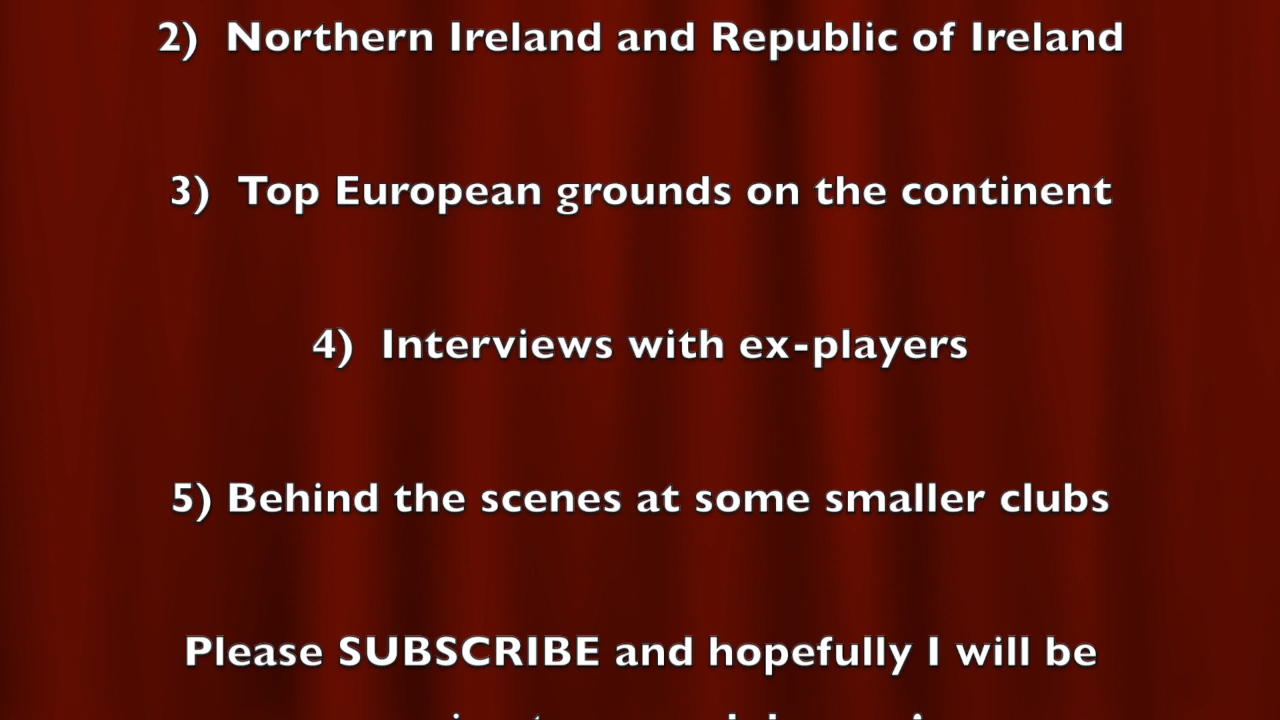 2) Northern Ireland and Republic of Ireland
3) Top European grounds on the continent
4) Interviews with ex-players
5) Behind the scenes at some smaller clubs
Please SUBSCRIBE and hopefully I will be